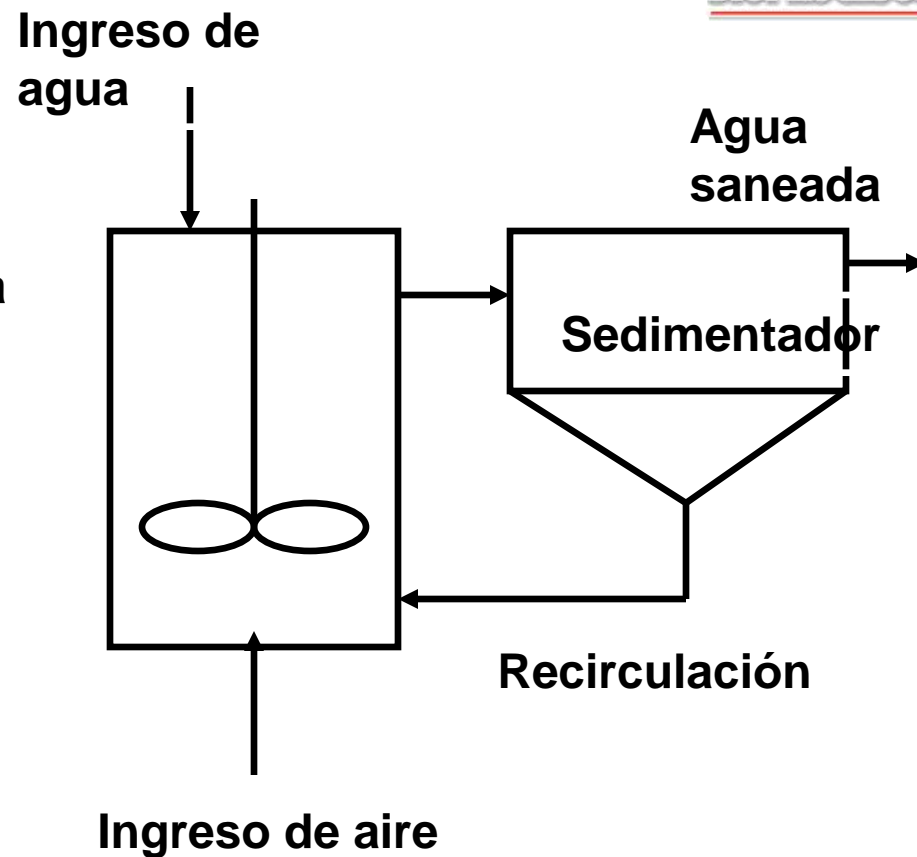 Ingreso de
agua
Agua
saneada
Sedimentador
Recirculación
Ingreso de aire